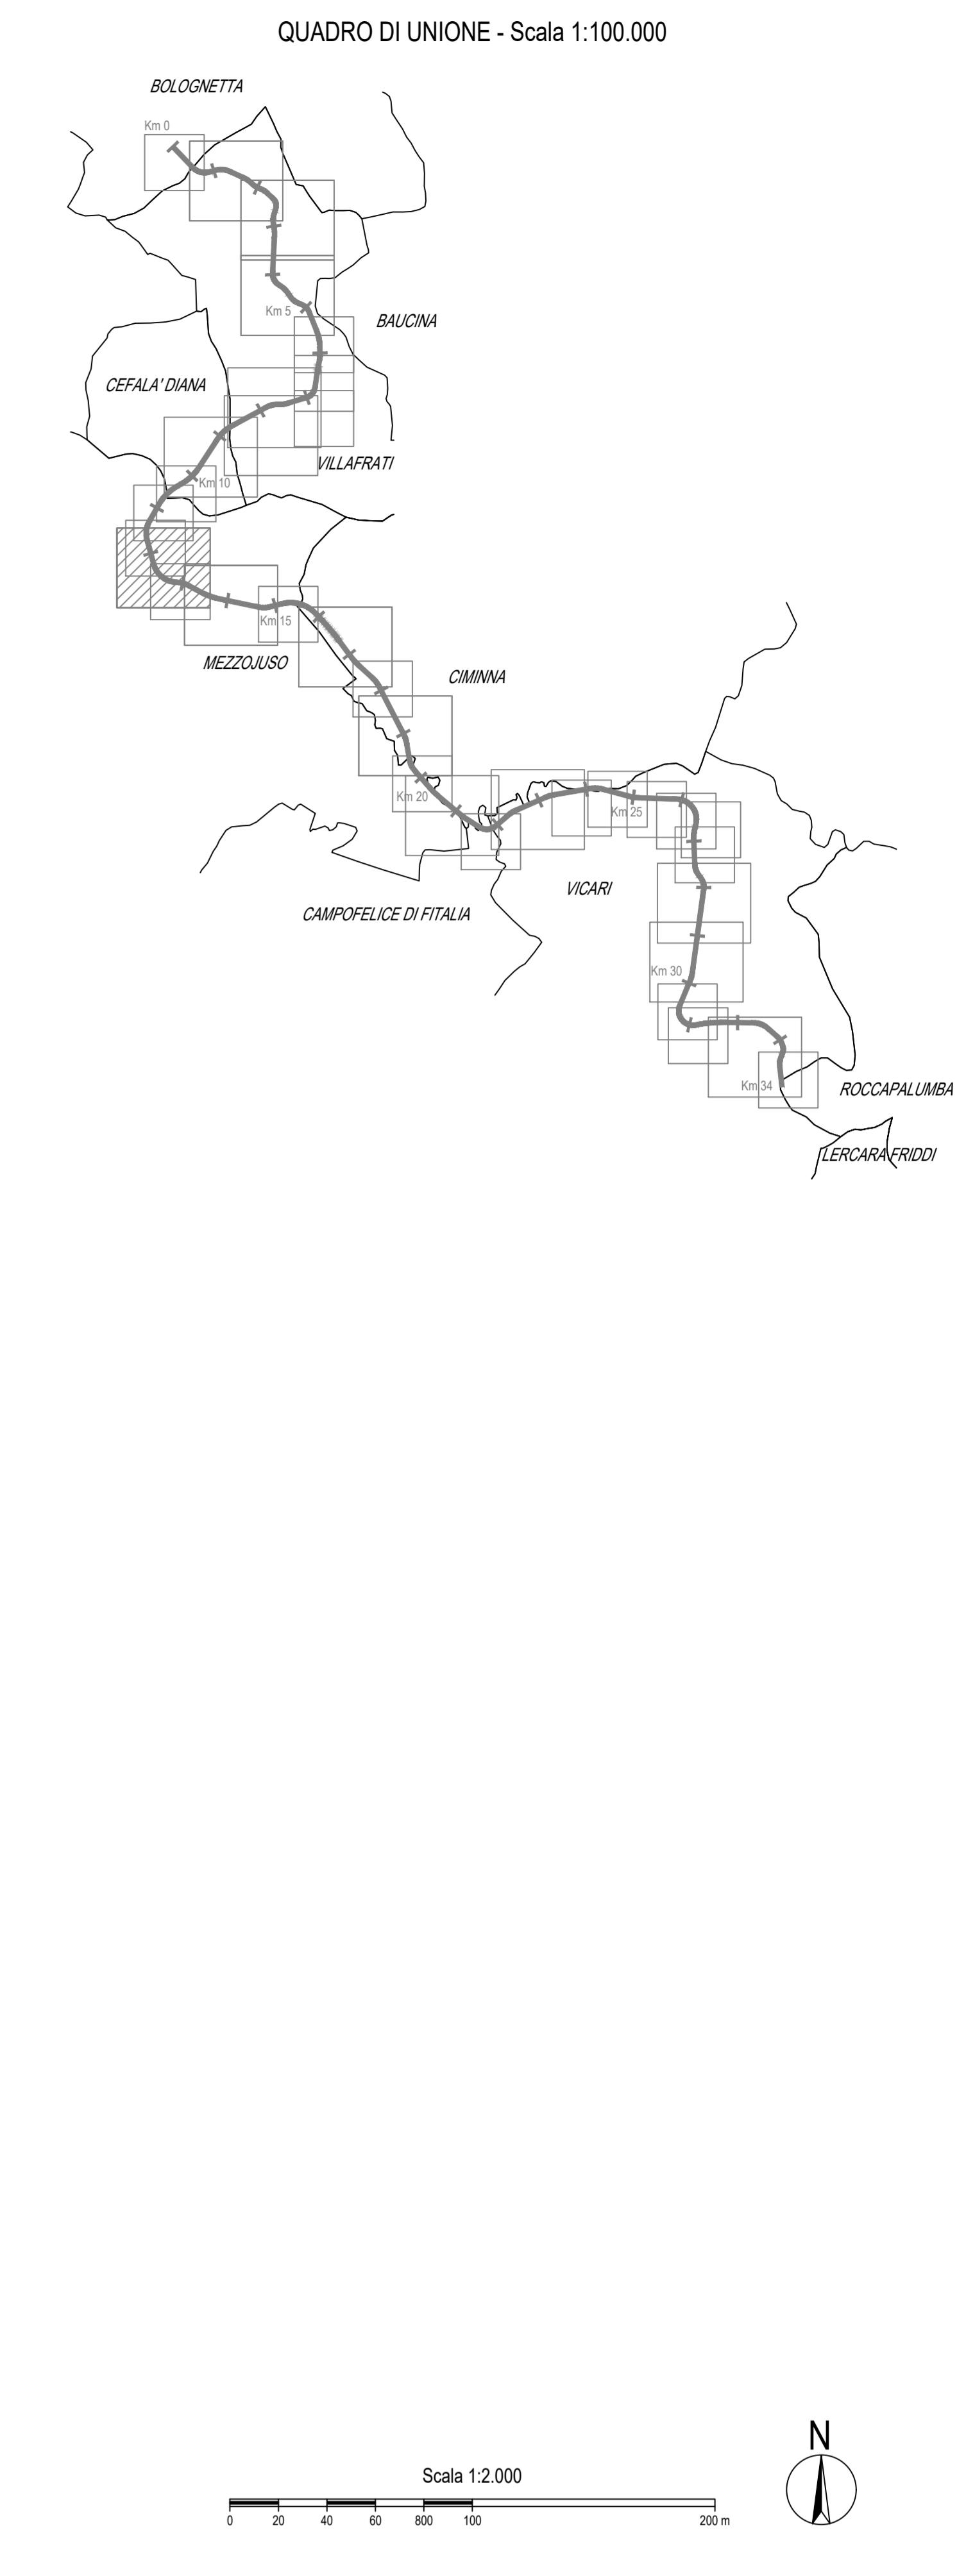 QUADRO DI UNIONE - Scala 1:100.000
BOLOGNETTA
Km 0
Km 5
BAUCINA
CEFALA' DIANA
VILLAFRATI
Km 10
Km 15
MEZZOJUSO
CIMINNA
Km 20
Km 25
VICARI
CAMPOFELICE DI FITALIA
Km 30
Km 34
ROCCAPALUMBA
LERCARA FRIDDI
N
Scala 1:2.000
0 20 40 60 800 100 200 m